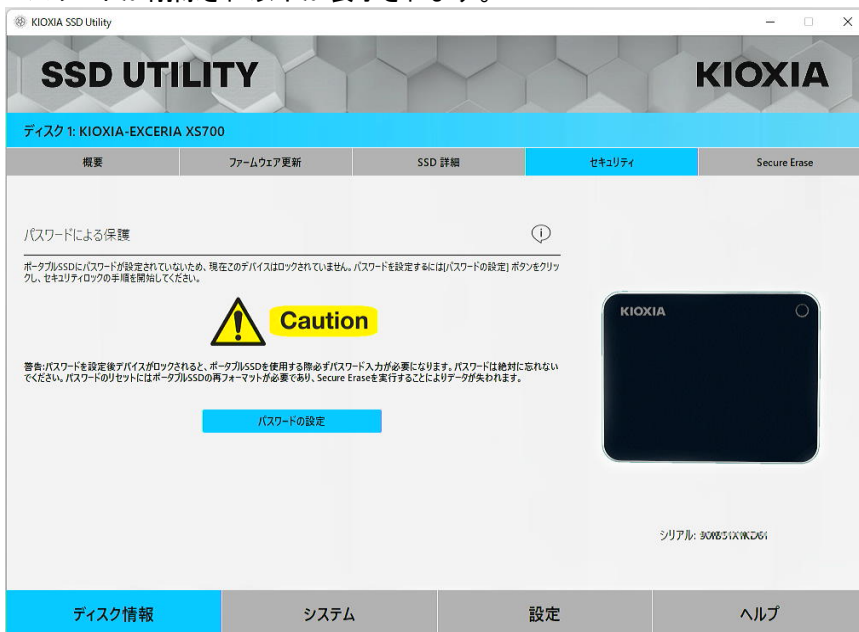 KIOXIA SSD Utility
SSD UTILITY
KIOXIA
ディスク 1: KIOXIA-EXCERIA XS700
概要
ファームウェア更新
SSD 詳細
セキュリティ
Secure Erase
パスワードによる保護
ポータブルSSDにパスワードが設定されていないため、現在このデバイスはロックされていません。パスワードを設定するには[パスワードの設定] ボタンをクリッ
クし、セキュリティロックの手順を開始してください。
Caution
警告:パスワードを設定後デバイスがロックされると、ポータブルSSDを使用する際必ずパスワード入力が必要になります。パスワードは絶対に忘れない
でください。パスワードのリセットにはポータブルSSDの再フォーマットが必要であり、Secure Eraseを実行することによりデータが失われます。
パスワードの設定
KIOXIA
シリアル:
ディスク情報
システム
設定
ヘルプ